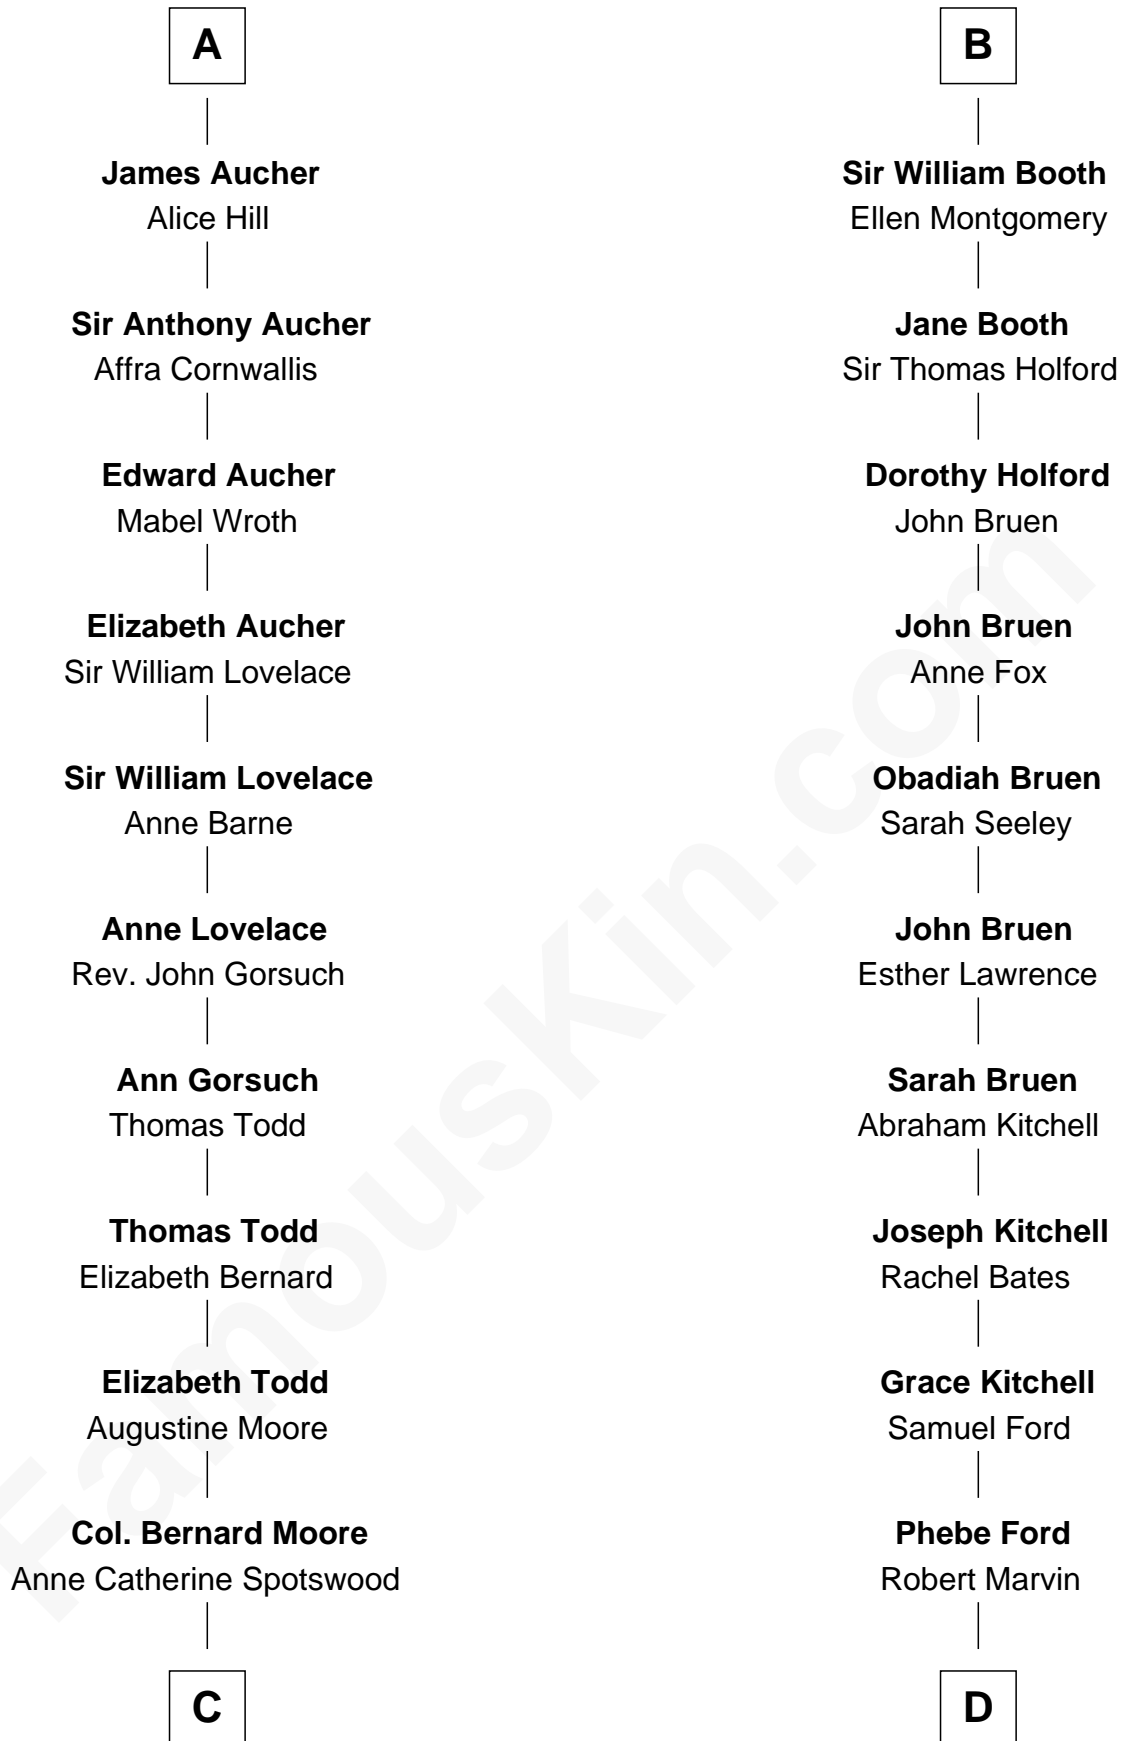 A
James Aucher
Alice Hill
Sir Anthony Aucher
Affra Cornwallis
Edward Aucher
Mabel Wroth
Elizabeth Aucher
Sir William Lovelace
Sir William Lovelace
Anne Barne
Anne Lovelace
Rev. John Gorsuch
Ann Gorsuch
Thomas Todd
Thomas Todd
Elizabeth Bernard
Elizabeth Todd
Augustine Moore
Col. Bernard Moore
Anne Catherine Spotswood
C
B
Sir William Booth
Ellen Montgomery
Jane Booth
Sir Thomas Holford
Dorothy Holford
John Bruen
John Bruen
Anne Fox
Obadiah Bruen
Sarah Seeley
John Bruen
Esther Lawrence
Sarah Bruen
Abraham Kitchell
Joseph Kitchell
Rachel Bates
Grace Kitchell
Samuel Ford
Phebe Ford
Robert Marvin
D
FamousKin.com